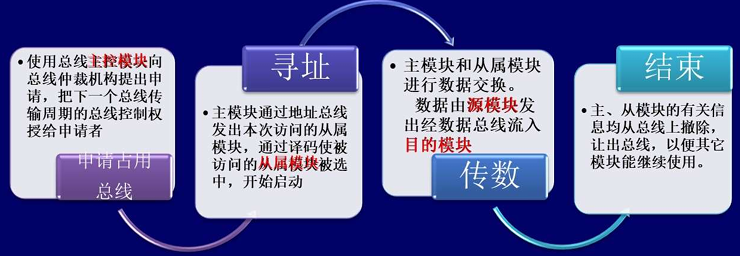 • 使用总线主控模块向
总线仲裁机构提出申
请，把下一个总线传
输周期的总线控制权
授给申请者
申请占用
总线
寻址
• 主模块通过地址总线
发出本次访问的从属
模块，通过译码使被
访问的从属模块被选
中，开始启动
• 主模块和从属模块
进行数据交换。
数据由源模块发
出经数据总线流入
目的模块
传数
结束
• 主、从模块的有关信
息均从总线上撤除，
让出总线，以便其它
模块能继续使用。